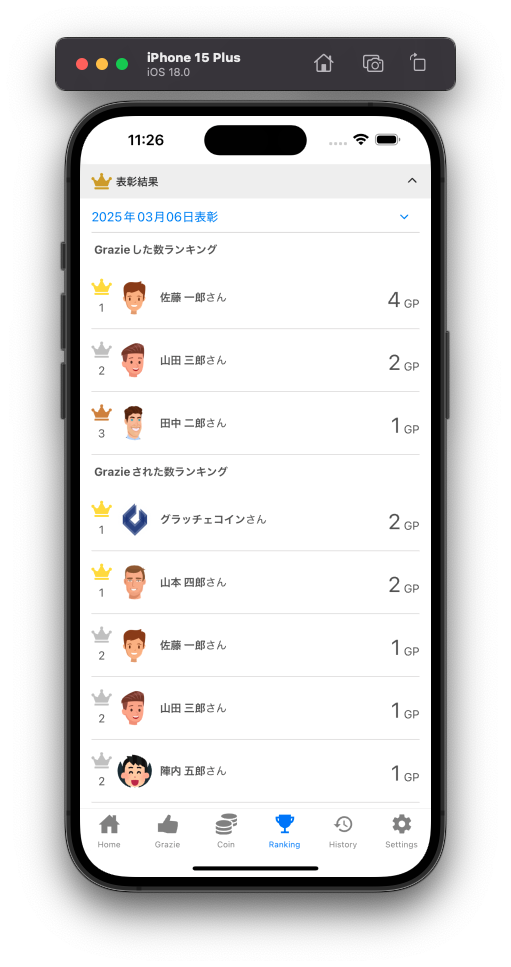 iPhone 15 Plus
iOS 18.0
11:26
表彰結果
2025年03月06日表彰
Grazieした数ランキング
1 佐藤 一郎さん 4 GP
2 山田 三郎さん 2 GP
3 田中 二郎さん 1 GP
Grazieされた数ランキング
1 グラッチェコインさん 2 GP
1 山本 四郎さん 2 GP
2 佐藤 一郎さん 1 GP
2 山田 三郎さん 1 GP
2 陣内 五郎さん 1 GP
Home Grazie Coin Ranking History Settings